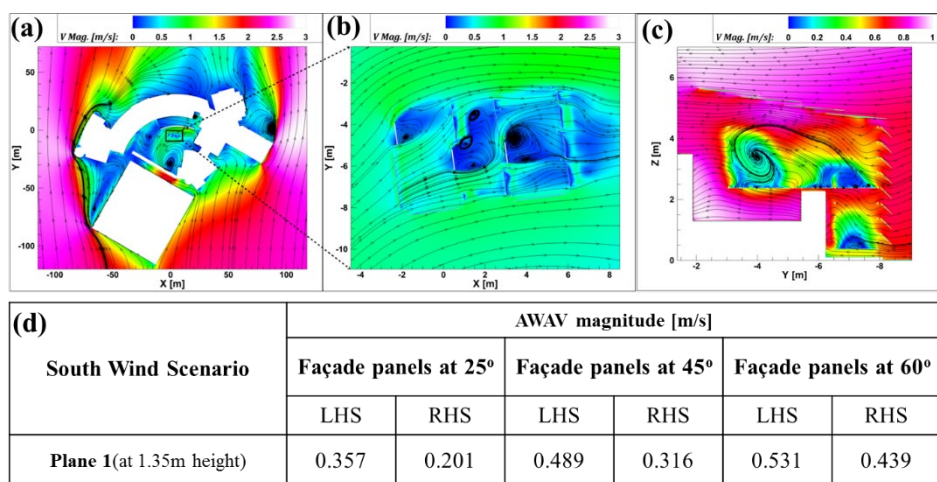 V Mag. [m/s]: 0 0.5 1 1.5 2 2.5 3
V Mag. [m/s]: 0 0.5 1 1.5 2 2.5 3
V Mag. [m/s]: 0 0.2 0.4 0.6 0.8 1
(a)
(b)
(c)
Y [m]
50
0
-50
-100
-100 -50 0 50 100
X [m]
Y [m]
-2
-4
-6
-8
-10
-4 -2 0 2 4 6 8
X [m]
Z [m]
6
4
2
0
-2 -4 -6 -8
Y [m]
(d)
AWAV magnitude [m/s]
South Wind Scenario
Façade panels at 25º Façade panels at 45º Façade panels at 60º
LHS RHS LHS RHS LHS RHS
Plane 1(at 1.35m height) 0.357 0.201 0.489 0.316 0.531 0.439